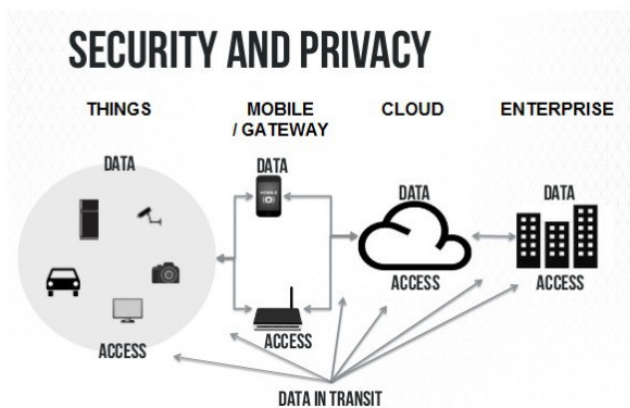 SECURITY AND PRIVACY
THINGS
MOBILE
/ GATEWAY
CLOUD
ENTERPRISE
DATA
DATA
MOBILE
DATA
DATA
ACCESS
ACCESS
ACCESS
ACCESS
DATA IN TRANSIT